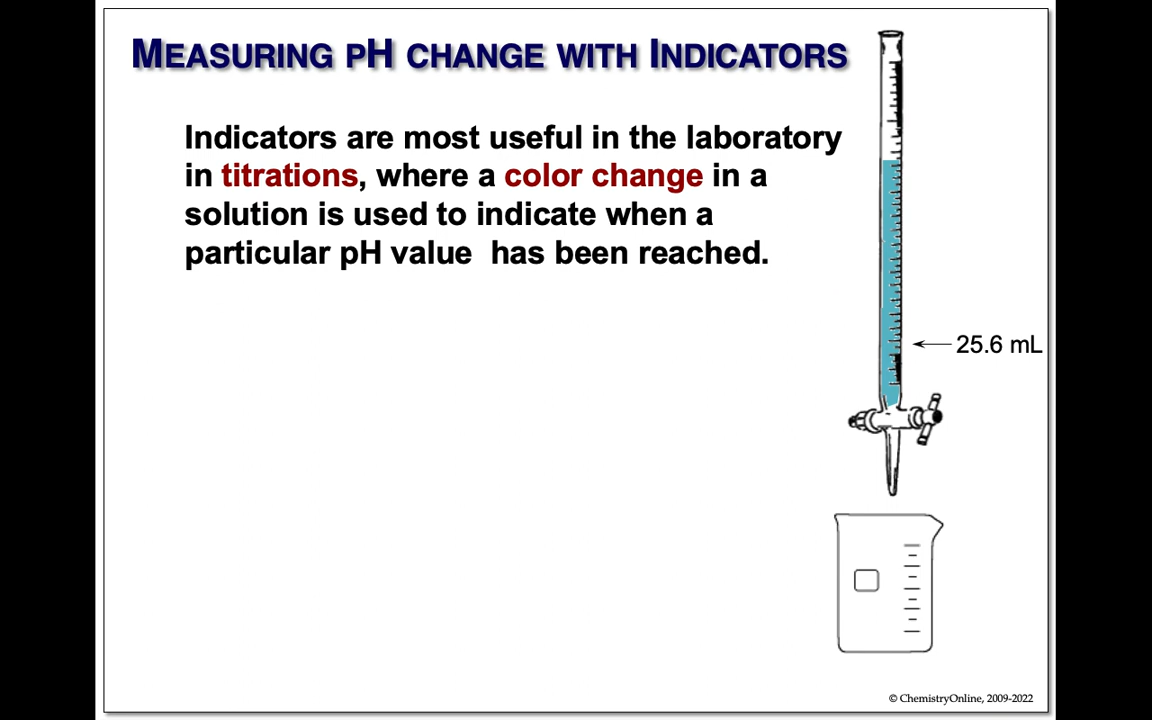 MEASURING PH CHANGE WITH INDICATORS
Indicators are most useful in the laboratory
in titrations, where a color change in a
solution is used to indicate when a
particular pH value  has been reached.
25.6 mL
© ChemistryOnline, 2009-2022